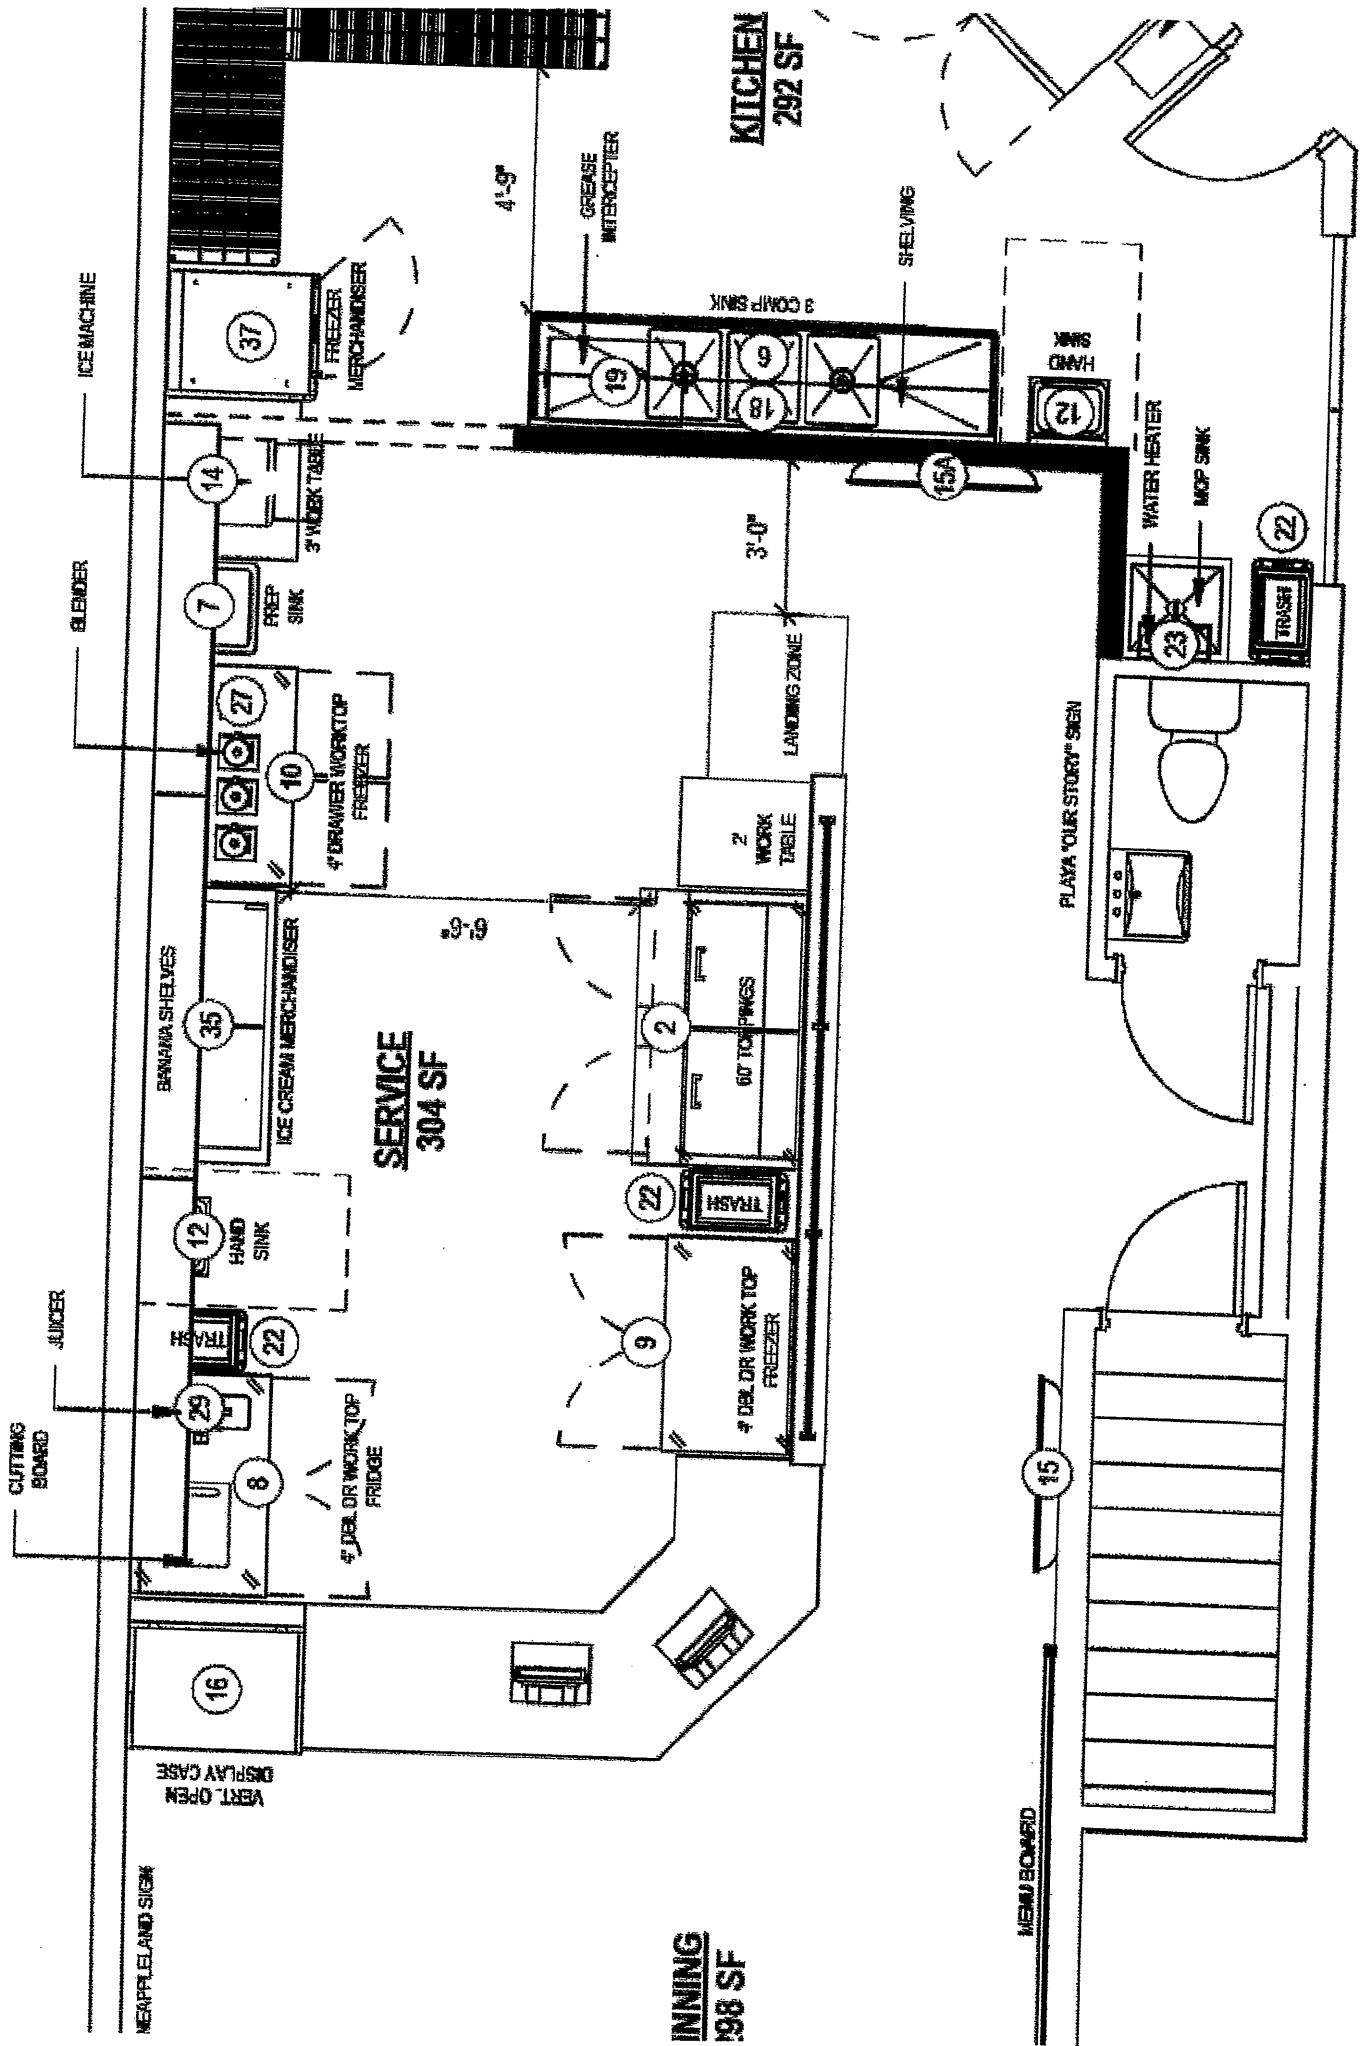 KITCHEN
292 SF
4'-9"
GREASE
INTERCEPTER
SHELVING
ICE MACHINE
37
1' FREEZER
MERCHANDISER
3 COMP SINK
19
6
18
HAND
SINK
12
WATER HEATER
MOP SINK
22
TRASH
23
14
3' WORK TABLE
15A
3'-0"
BLENDER
7
PREP
SINK
27
10
4' DRAWER WORKTOP
FREEZER
LANDING ZONE
2'
WORK
TABLE
PLAYA "OUR STORY" SIGN
BANANA SHELVES
35
ICE CREAM MERCHANDISER
6'-6"
SERVICE
304 SF
2
60" TOPPINGS
22
TRASH
12
HAND
SINK
JUICER
TRASH
22
9
4' DBL DR WORK TOP
FREEZER
CUTTING
BOARD
29
8
4' DBL DR WORK TOP
FRIDGE
15
16
VERT. OPEN
DISPLAY CASE
MENU BOARD
NEAPPLELAND SIGN
INNING
98 SF